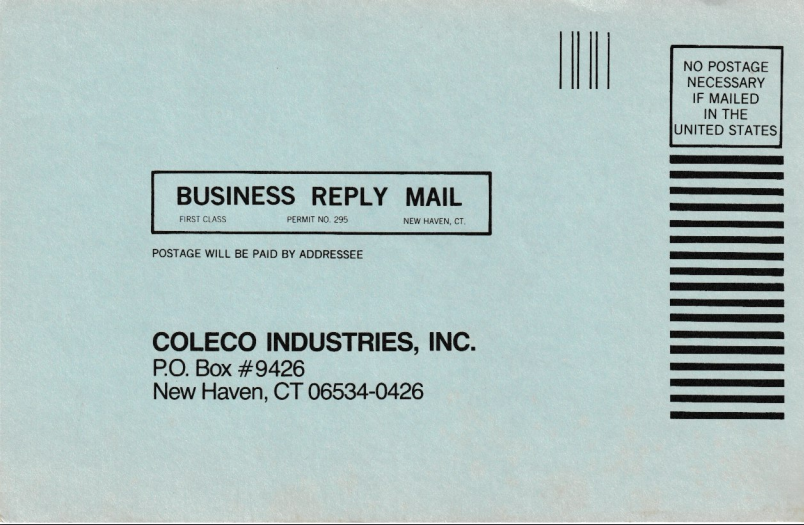 NO POSTAGE
NECESSARY
IF MAILED
IN THE
UNITED STATES
BUSINESS REPLY MAIL
FIRST CLASS PERMIT NO. 295 NEW HAVEN, CT.
POSTAGE WILL BE PAID BY ADDRESSEE
COLECO INDUSTRIES, INC.
P.O. Box #9426
New Haven, CT 06534-0426